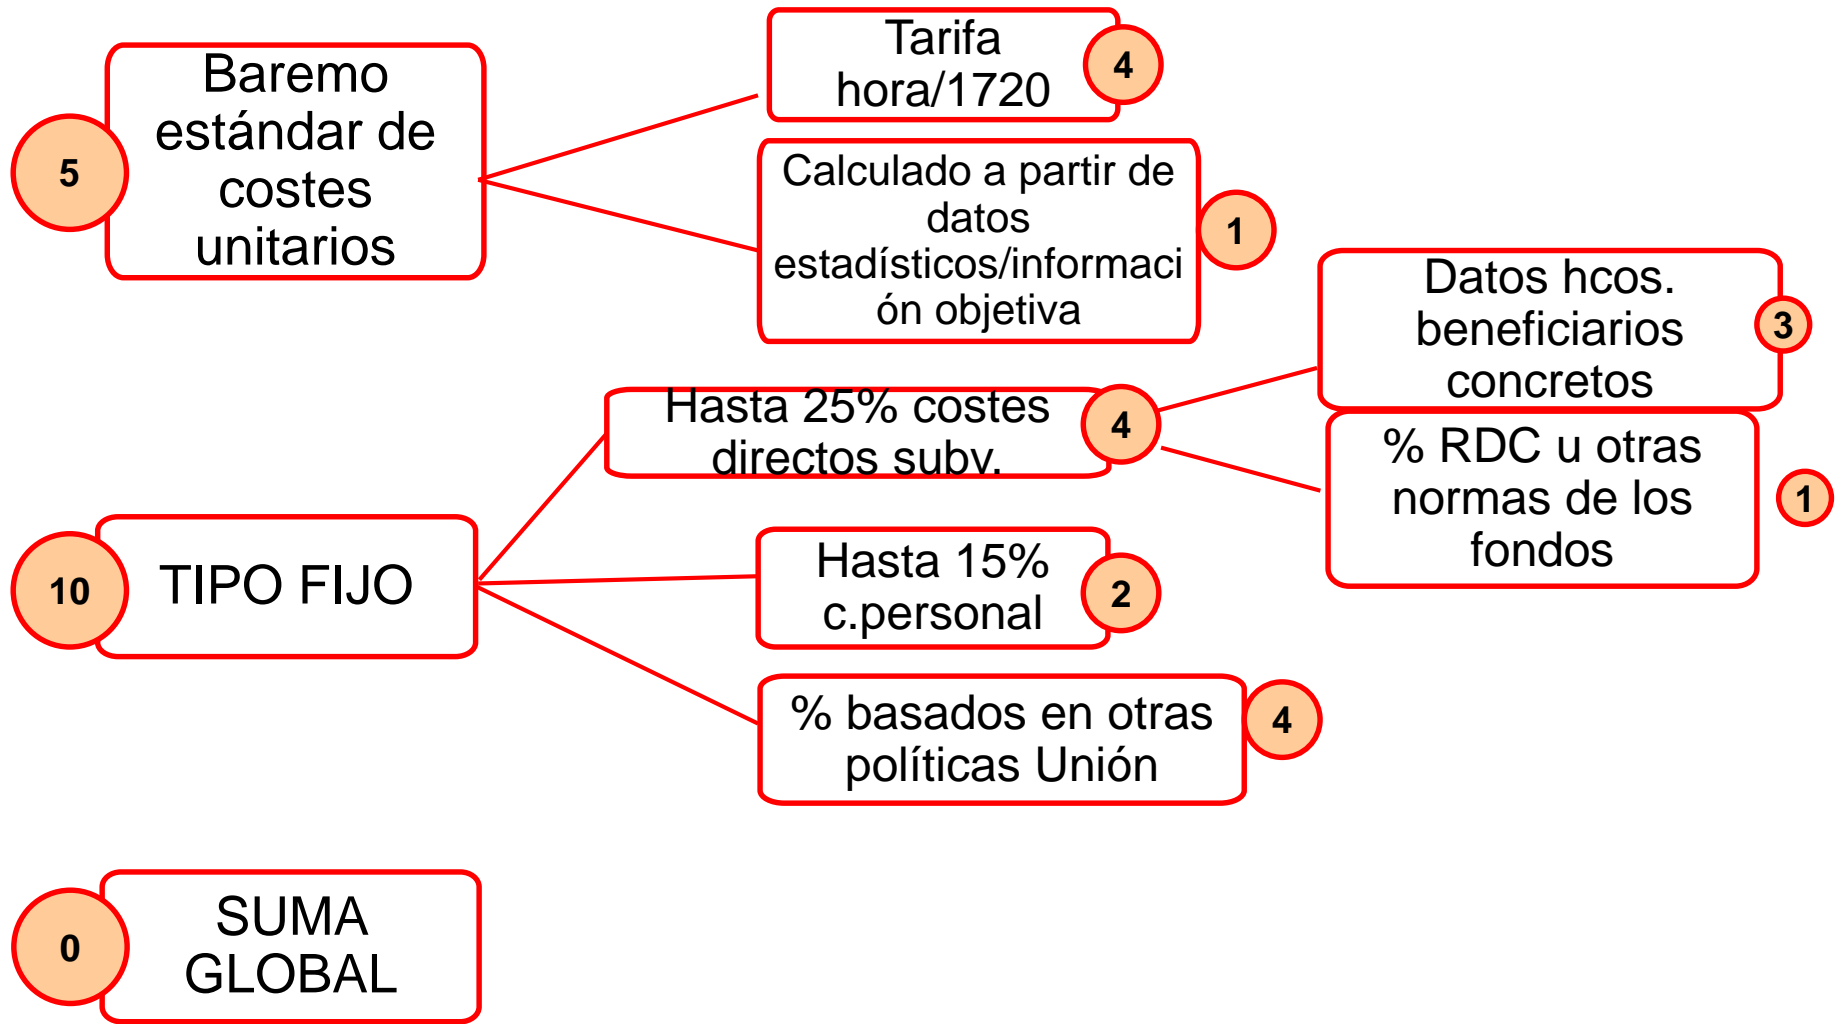 5
Baremo
estándar de
costes
unitarios
Tarifa
hora/1720
4
Calculado a partir de
datos
estadísticos/informaci
ón objetiva
1
10
TIPO FIJO
Hasta 25% costes
directos subv.
4
Datos hcos.
beneficiarios
concretos
3
% RDC u otras
normas de los
fondos
1
Hasta 15%
c.personal
2
% basados en otras
políticas Unión
4
0
SUMA
GLOBAL